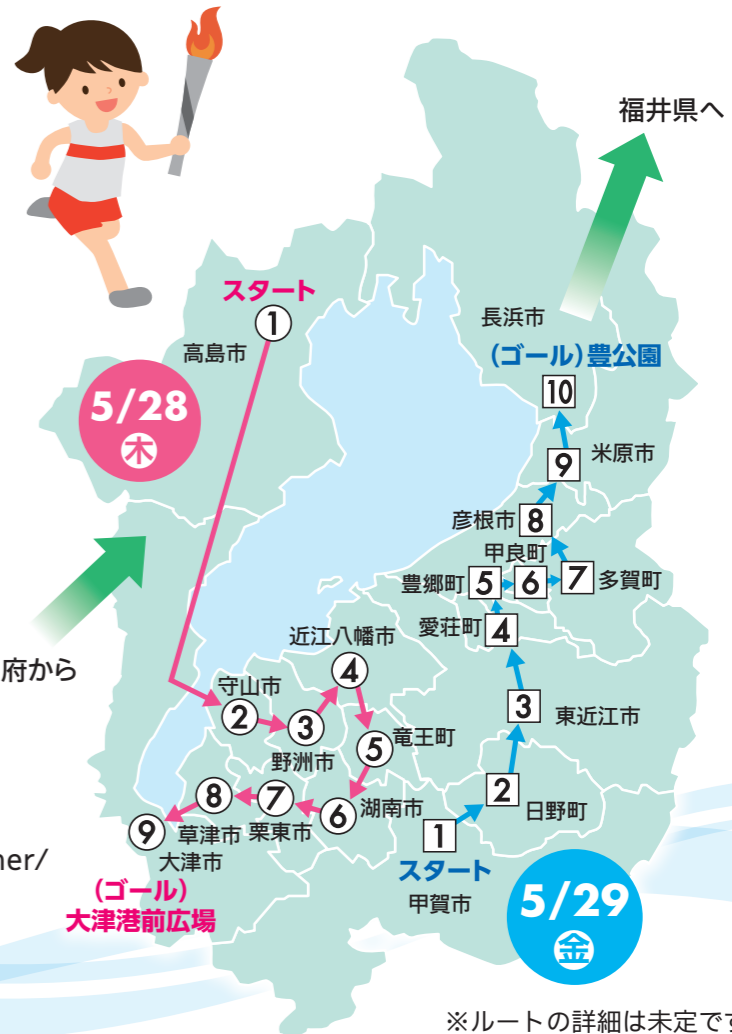 福井県へ
スタート
1
高島市
5/28
木
府から
守山市
2
3
野洲市
近江八幡市
4
5
竜王町
6
湖南市
7
栗東市
8
草津市
9
大津市
(ゴール)
大津港前広場
長浜市
(ゴール)豊公園
10
9
米原市
彦根市
8
甲良町
豊郷町
5
6
7
多賀町
愛荘町
4
3
東近江市
2
日野町
1
スタート
甲賀市
5/29
金
her/
※ルートの詳細は未定です